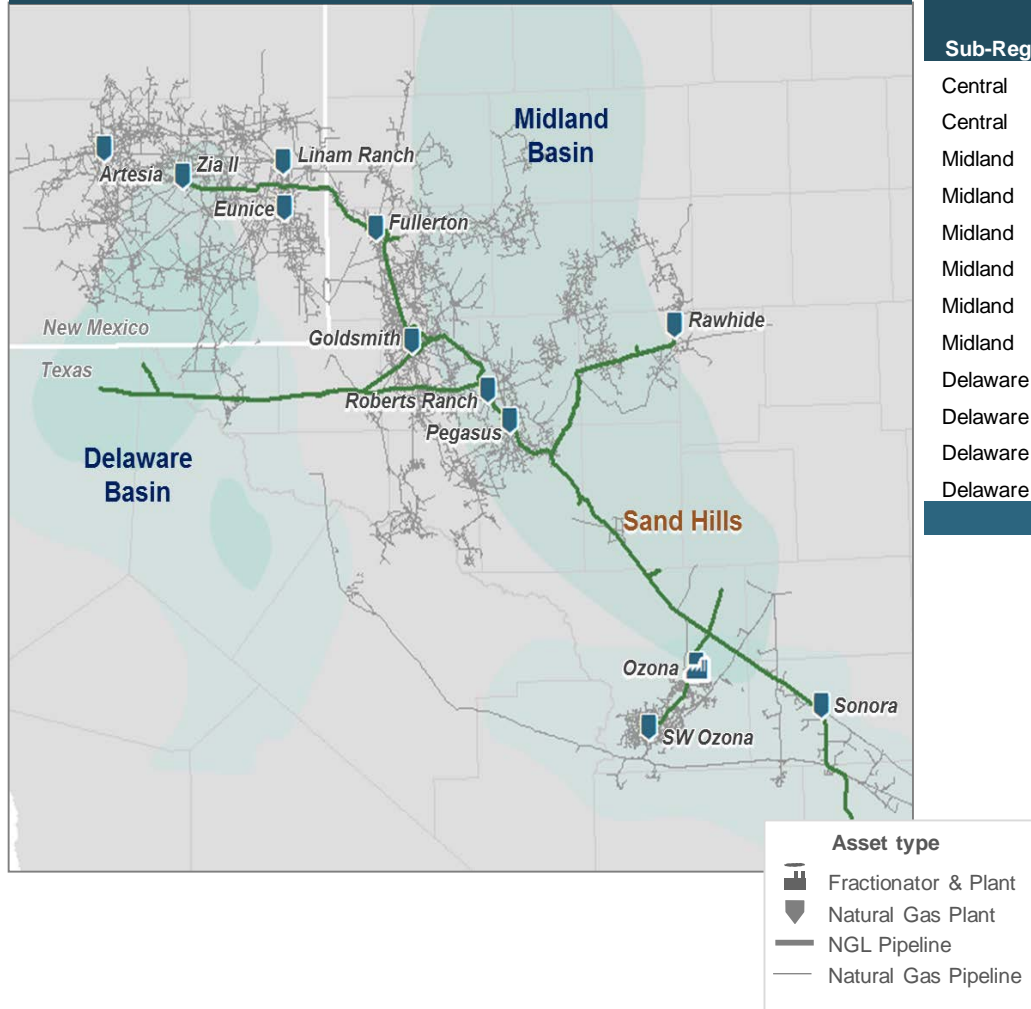 Midland
Basin
Artesia
Zia II
Linam Ranch
Eunice
Fullerton
New Mexico
Texas
Goldsmith
Rawhide
Roberts Ranch
Pegasus
Delaware
Basin
Sand Hills
Ozona
SW Ozona
Sonora
Sub-Reg
Central
Central
Midland
Midland
Midland
Midland
Midland
Midland
Delaware
Delaware
Delaware
Delaware
Asset type
Fractionator & Plant
Natural Gas Plant
NGL Pipeline
Natural Gas Pipeline